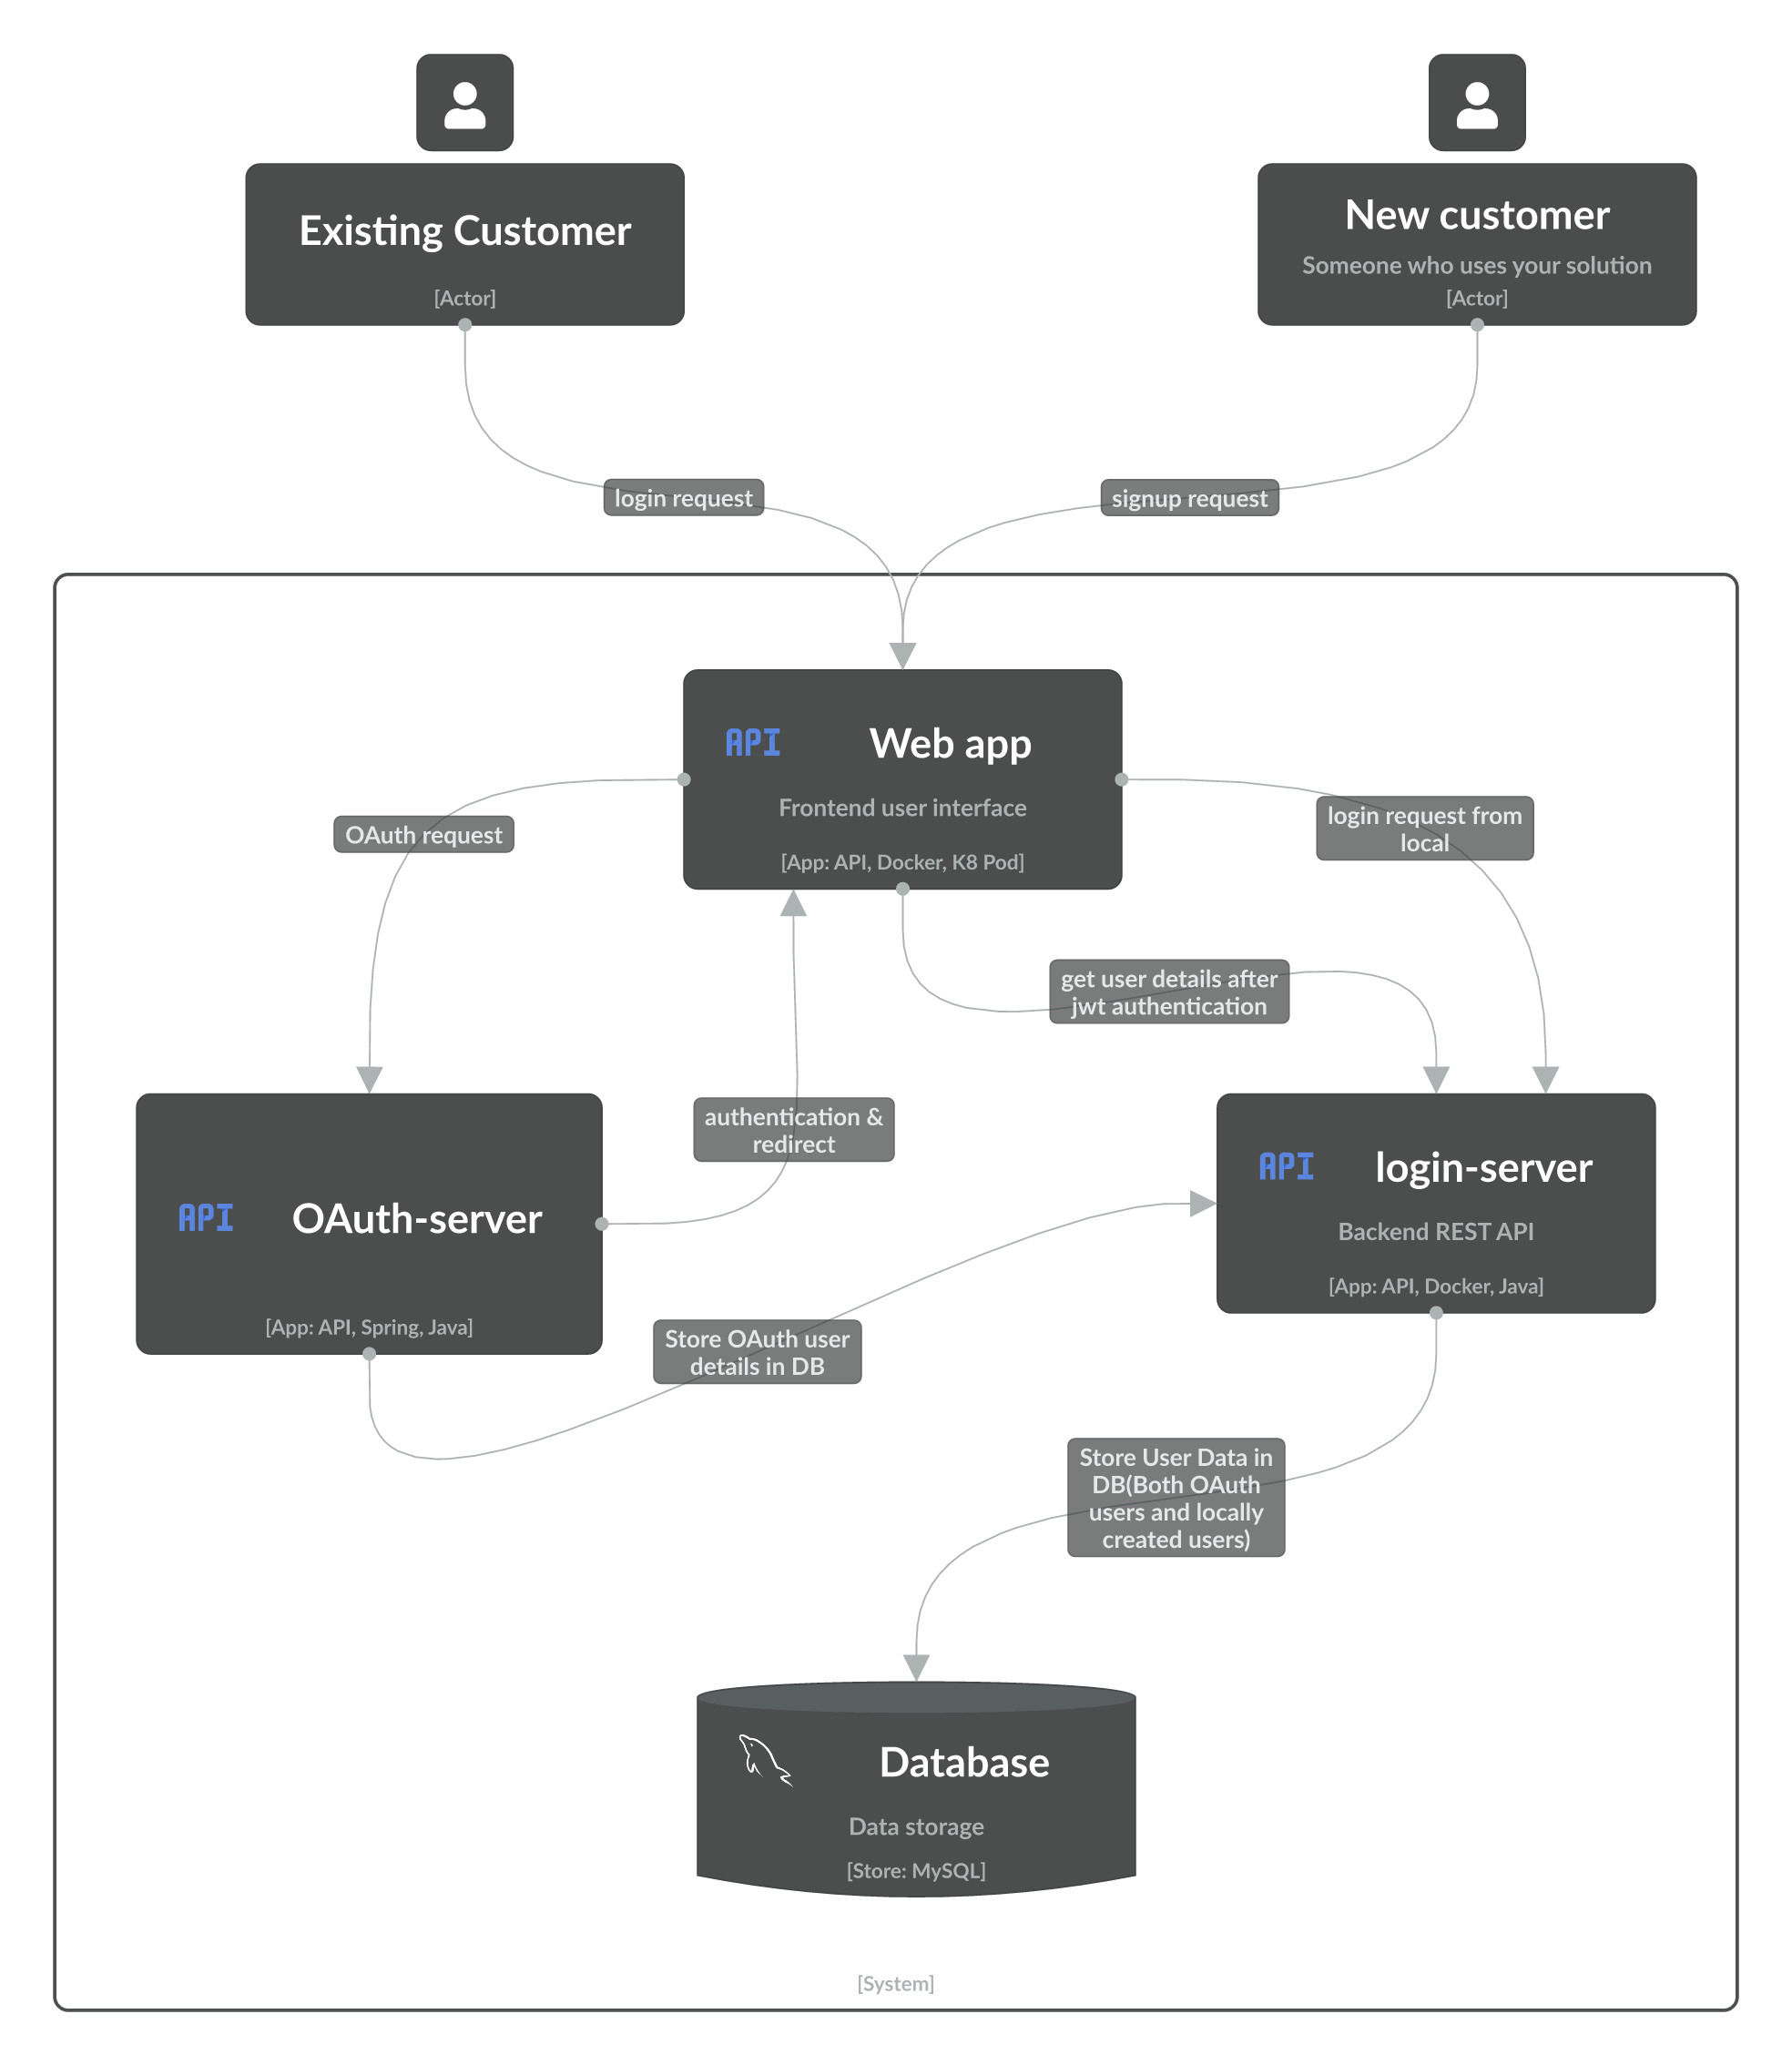 Existing Customer
[Actor]
New customer
Someone who uses your solution
[Actor]
login request
signup request
API
Web app
Frontend user interface
[App: API, Docker, K8 Pod]
OAuth request
login request from
local
get user details after
jwt authentication
authentication &
redirect
API
OAuth-server
[App: API, Spring, Java]
API
login-server
Backend REST API
[App: API, Docker, Java]
Store OAuth user
details in DB
Store User Data in
DB(Both OAuth
users and locally
created users)
Database
Data storage
[Store: MySQL]
[System]